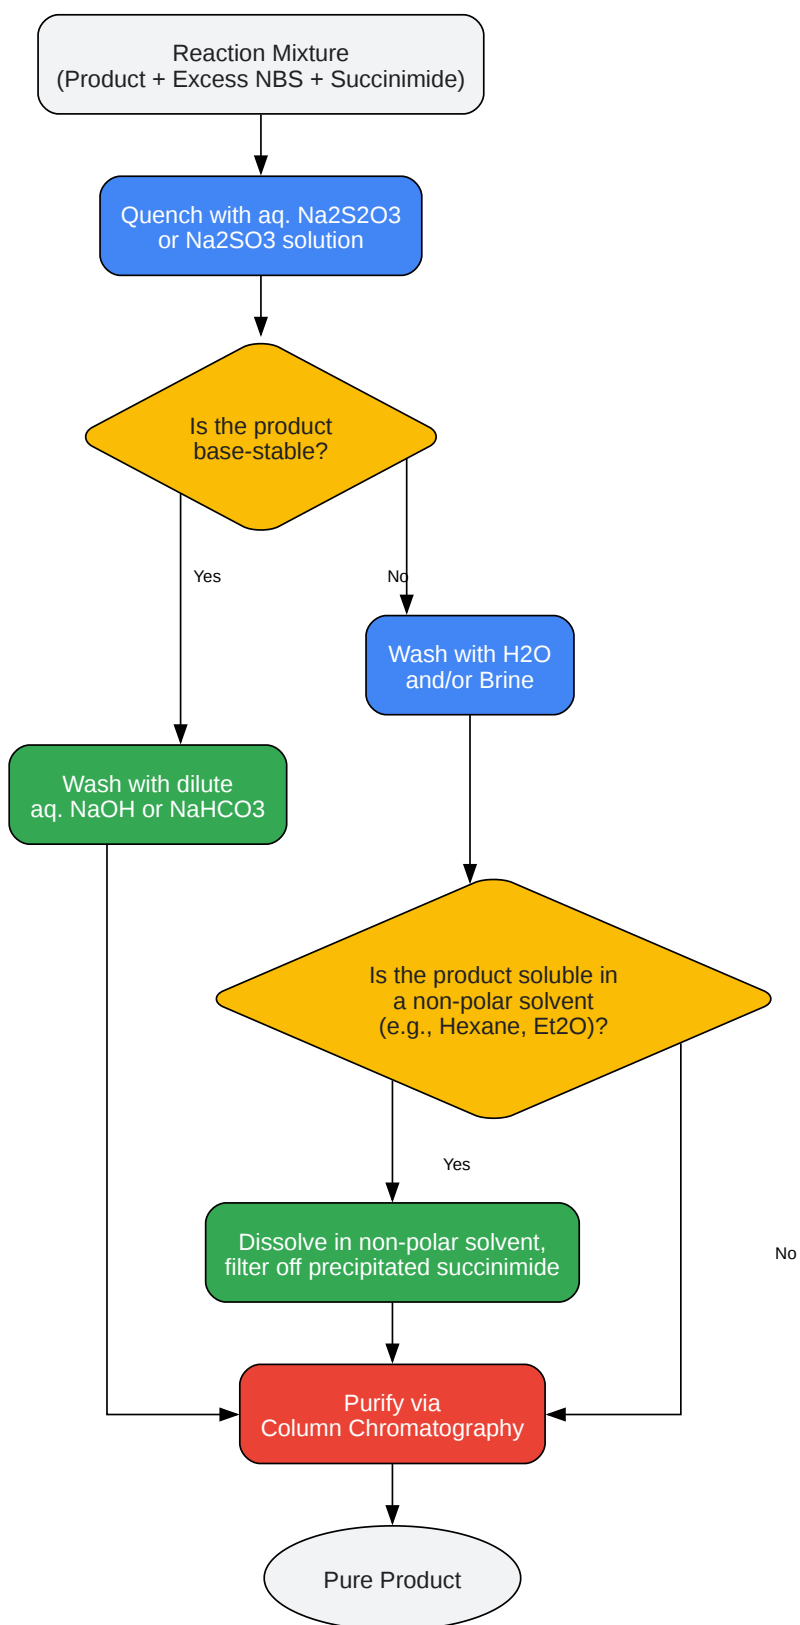 Reaction Mixture
(Product + Excess NBS + Succinimide)
Quench with aq. Na2S2O3
or Na2SO3 solution
Is the product
base-stable?
Yes
No
Wash with H2O
and/or Brine
Wash with dilute
aq. NaOH or NaHCO3
Is the product soluble in
a non-polar solvent
(e.g., Hexane, Et2O)?
Yes
No
Dissolve in non-polar solvent,
filter off precipitated succinimide
Purify via
Column Chromatography
Pure Product